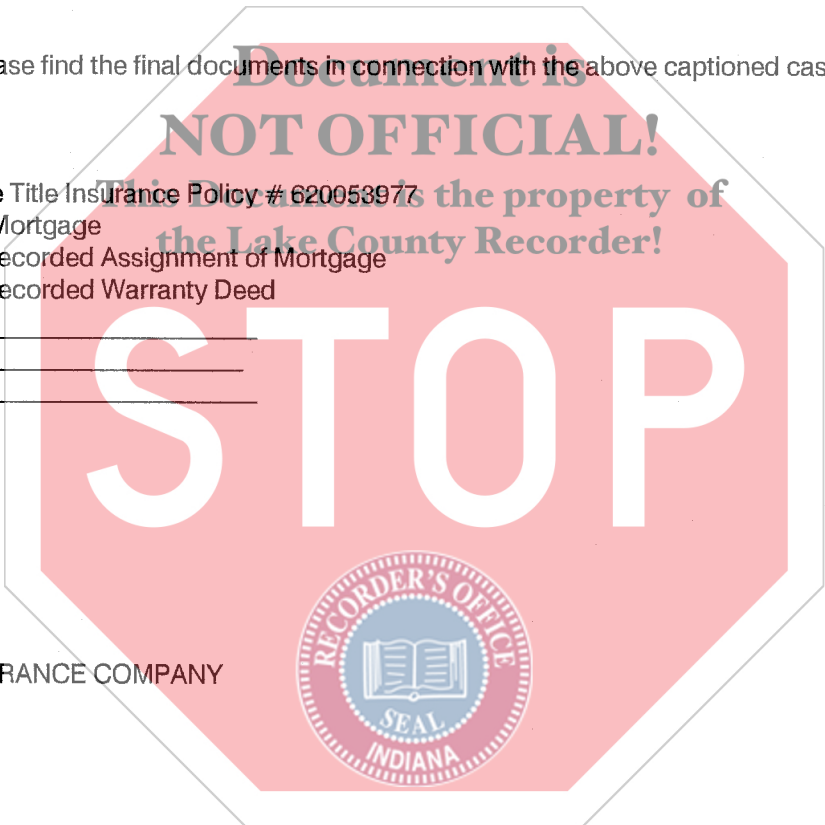 ase find the final documents in connection with the above captioned cas
Document is
NOT OFFICIAL!
e Title Insurance Policy # 620053977
This Document is the property of
Mortgage
the Lake County Recorder!
ecorded Assignment of Mortgage
ecorded Warranty Deed
STOP
RECORDER'S OFFICE
SEAL
INDIANA
RANCE COMPANY